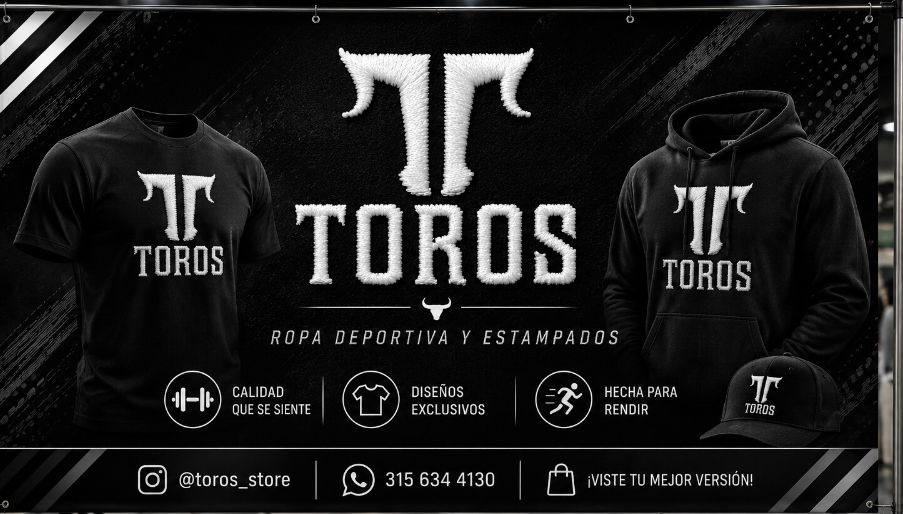 TOROS
ROPA DEPORTIVA Y ESTAMPADOS
TOROS
TOROS
TOROS
CALIDAD
QUE SE SIENTE
DISEÑOS
EXCLUSIVOS
HECHA PARA
RENDIR
@toros_store
315 634 4130
¡VISTE TU MEJOR VERSIÓN!